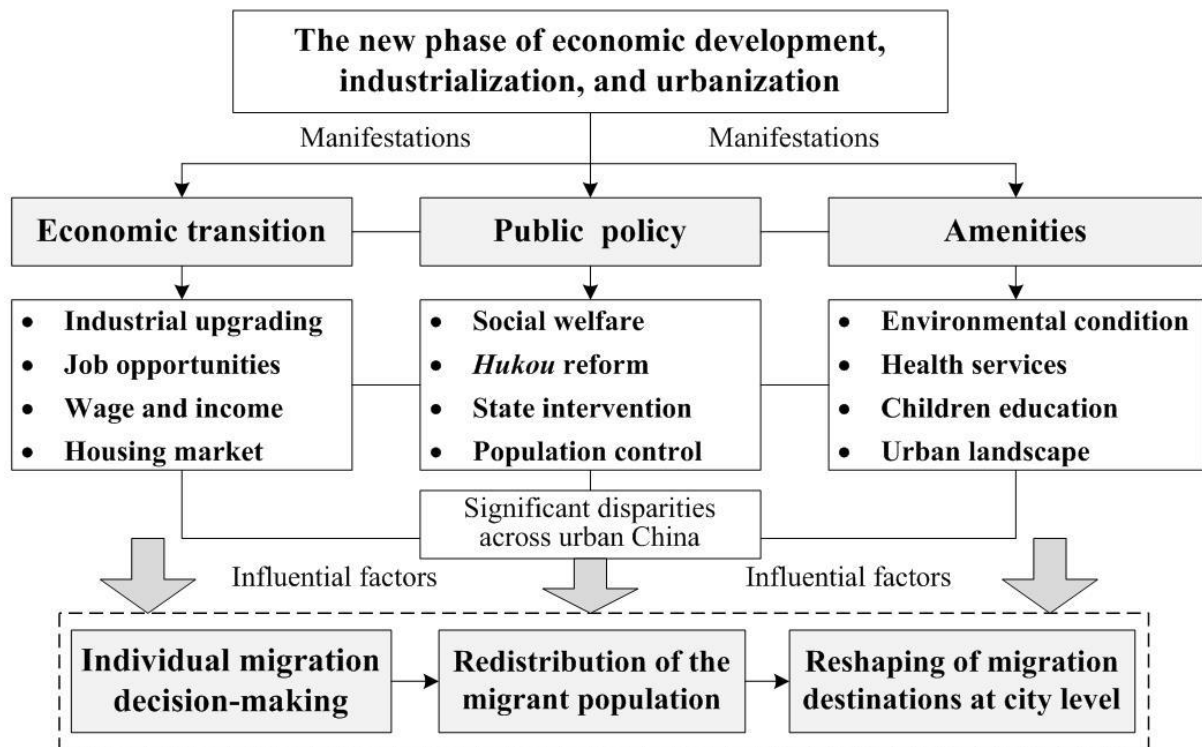 The new phase of economic development,
industrialization, and urbanization
Manifestations
Manifestations
Economic transition
Public policy
Amenities
• Industrial upgrading
• Job opportunities
• Wage and income
• Housing market
• Social welfare
• Hukou reform
• State intervention
• Population control
• Environmental condition
• Health services
• Children education
• Urban landscape
Significant disparities
across urban China
Influential factors
Influential factors
Individual migration
decision-making
Redistribution of the
migrant population
Reshaping of migration
destinations at city level